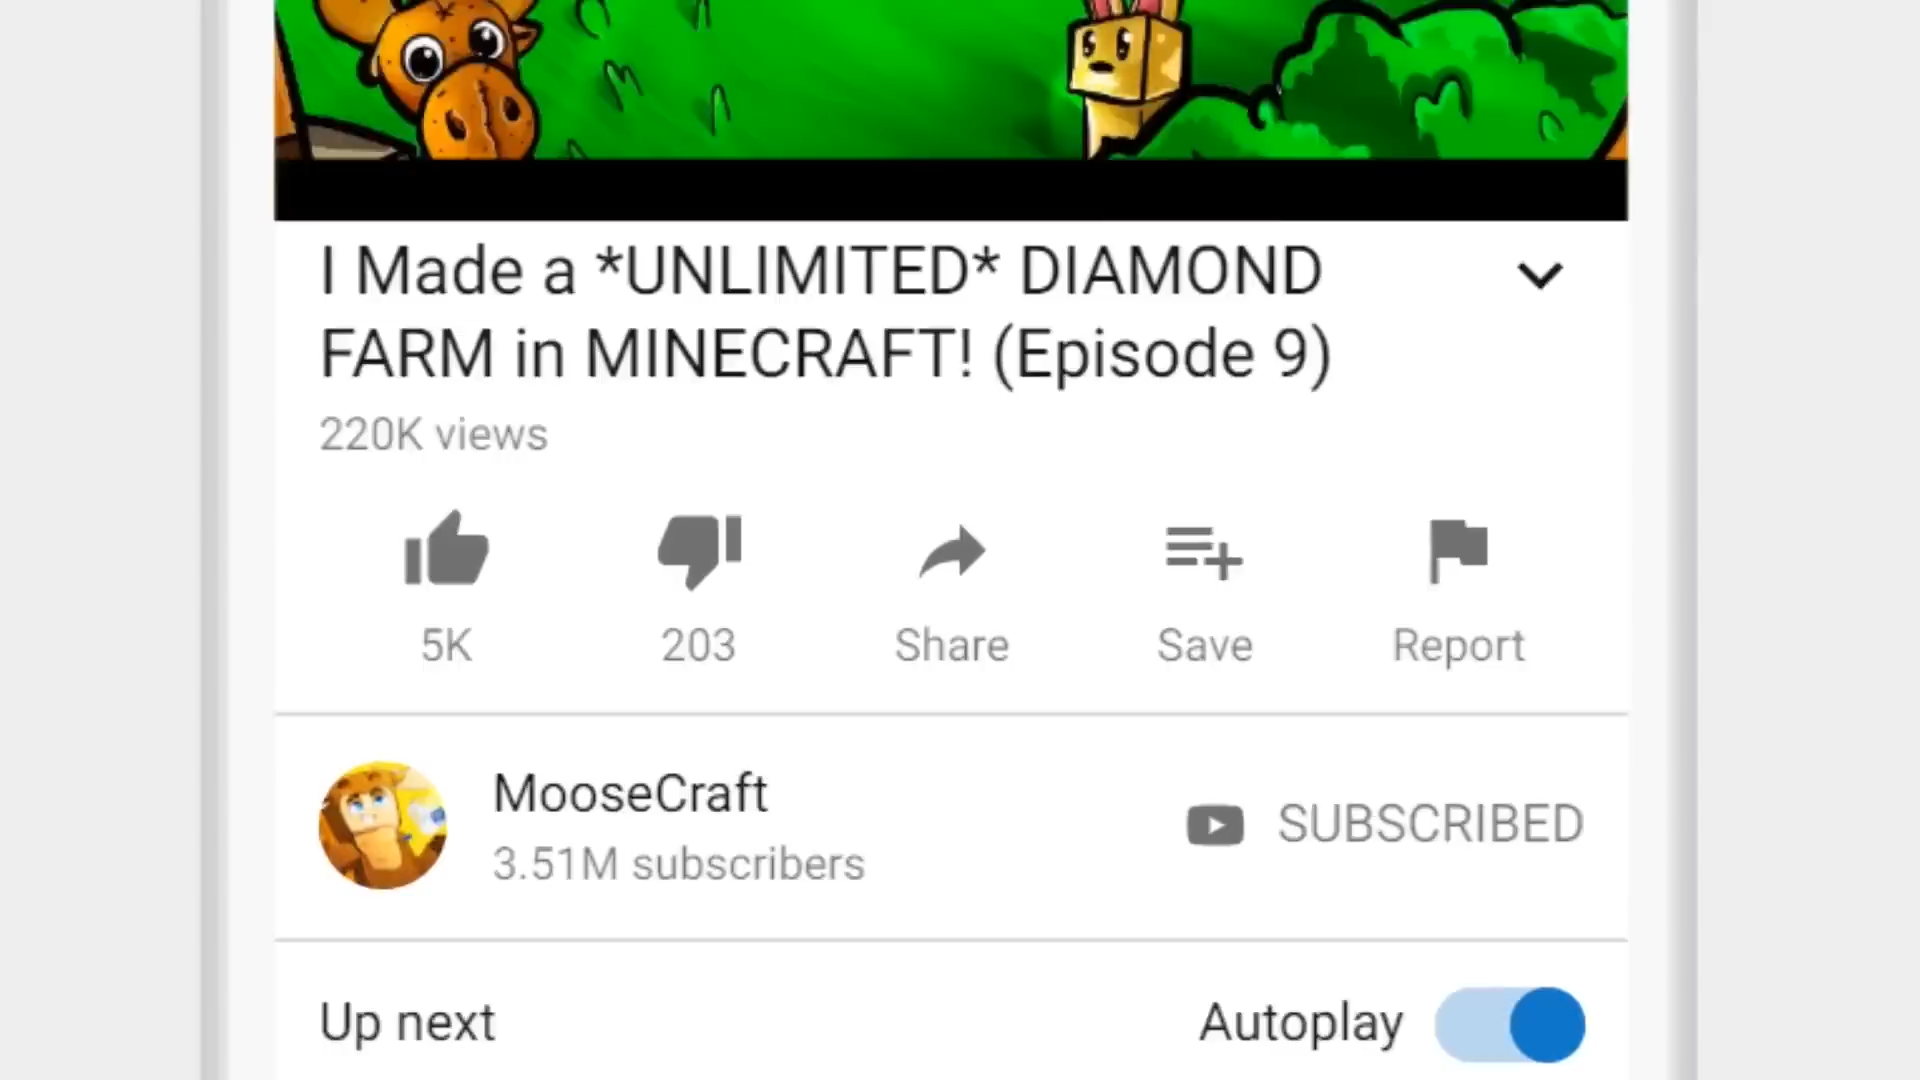 I Made a *UNLIMITED* DIAMOND
FARM in MINECRAFT! (Episode 9)
220K views
5K
203
Share
Save
Report
MooseCraft
3.51M subscribers
SUBSCRIBED
Up next
Autoplay